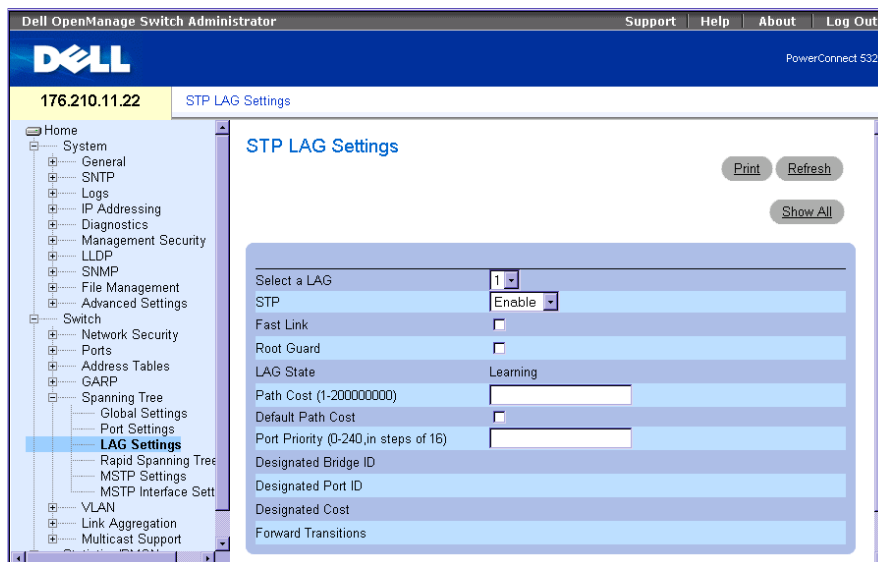 Dell OpenManage Switch Administrator
Support Help About Log Out
DELL
PowerConnect 532
176.210.11.22
STP LAG Settings
Home
System
General
SNTP
Logs
IP Addressing
Diagnostics
Management Security
LLDP
SNMP
File Management
Advanced Settings
Switch
Network Security
Ports
Address Tables
GARP
Spanning Tree
Global Settings
Port Settings
LAG Settings
Rapid Spanning Tree
MSTP Settings
MSTP Interface Sett
VLAN
Link Aggregation
Multicast Support
STP LAG Settings
Print Refresh
Show All
Select a LAG 1
STP Enable
Fast Link
Root Guard
LAG State Learning
Path Cost (1-200000000)
Default Path Cost
Port Priority (0-240,in steps of 16)
Designated Bridge ID
Designated Port ID
Designated Cost
Forward Transitions